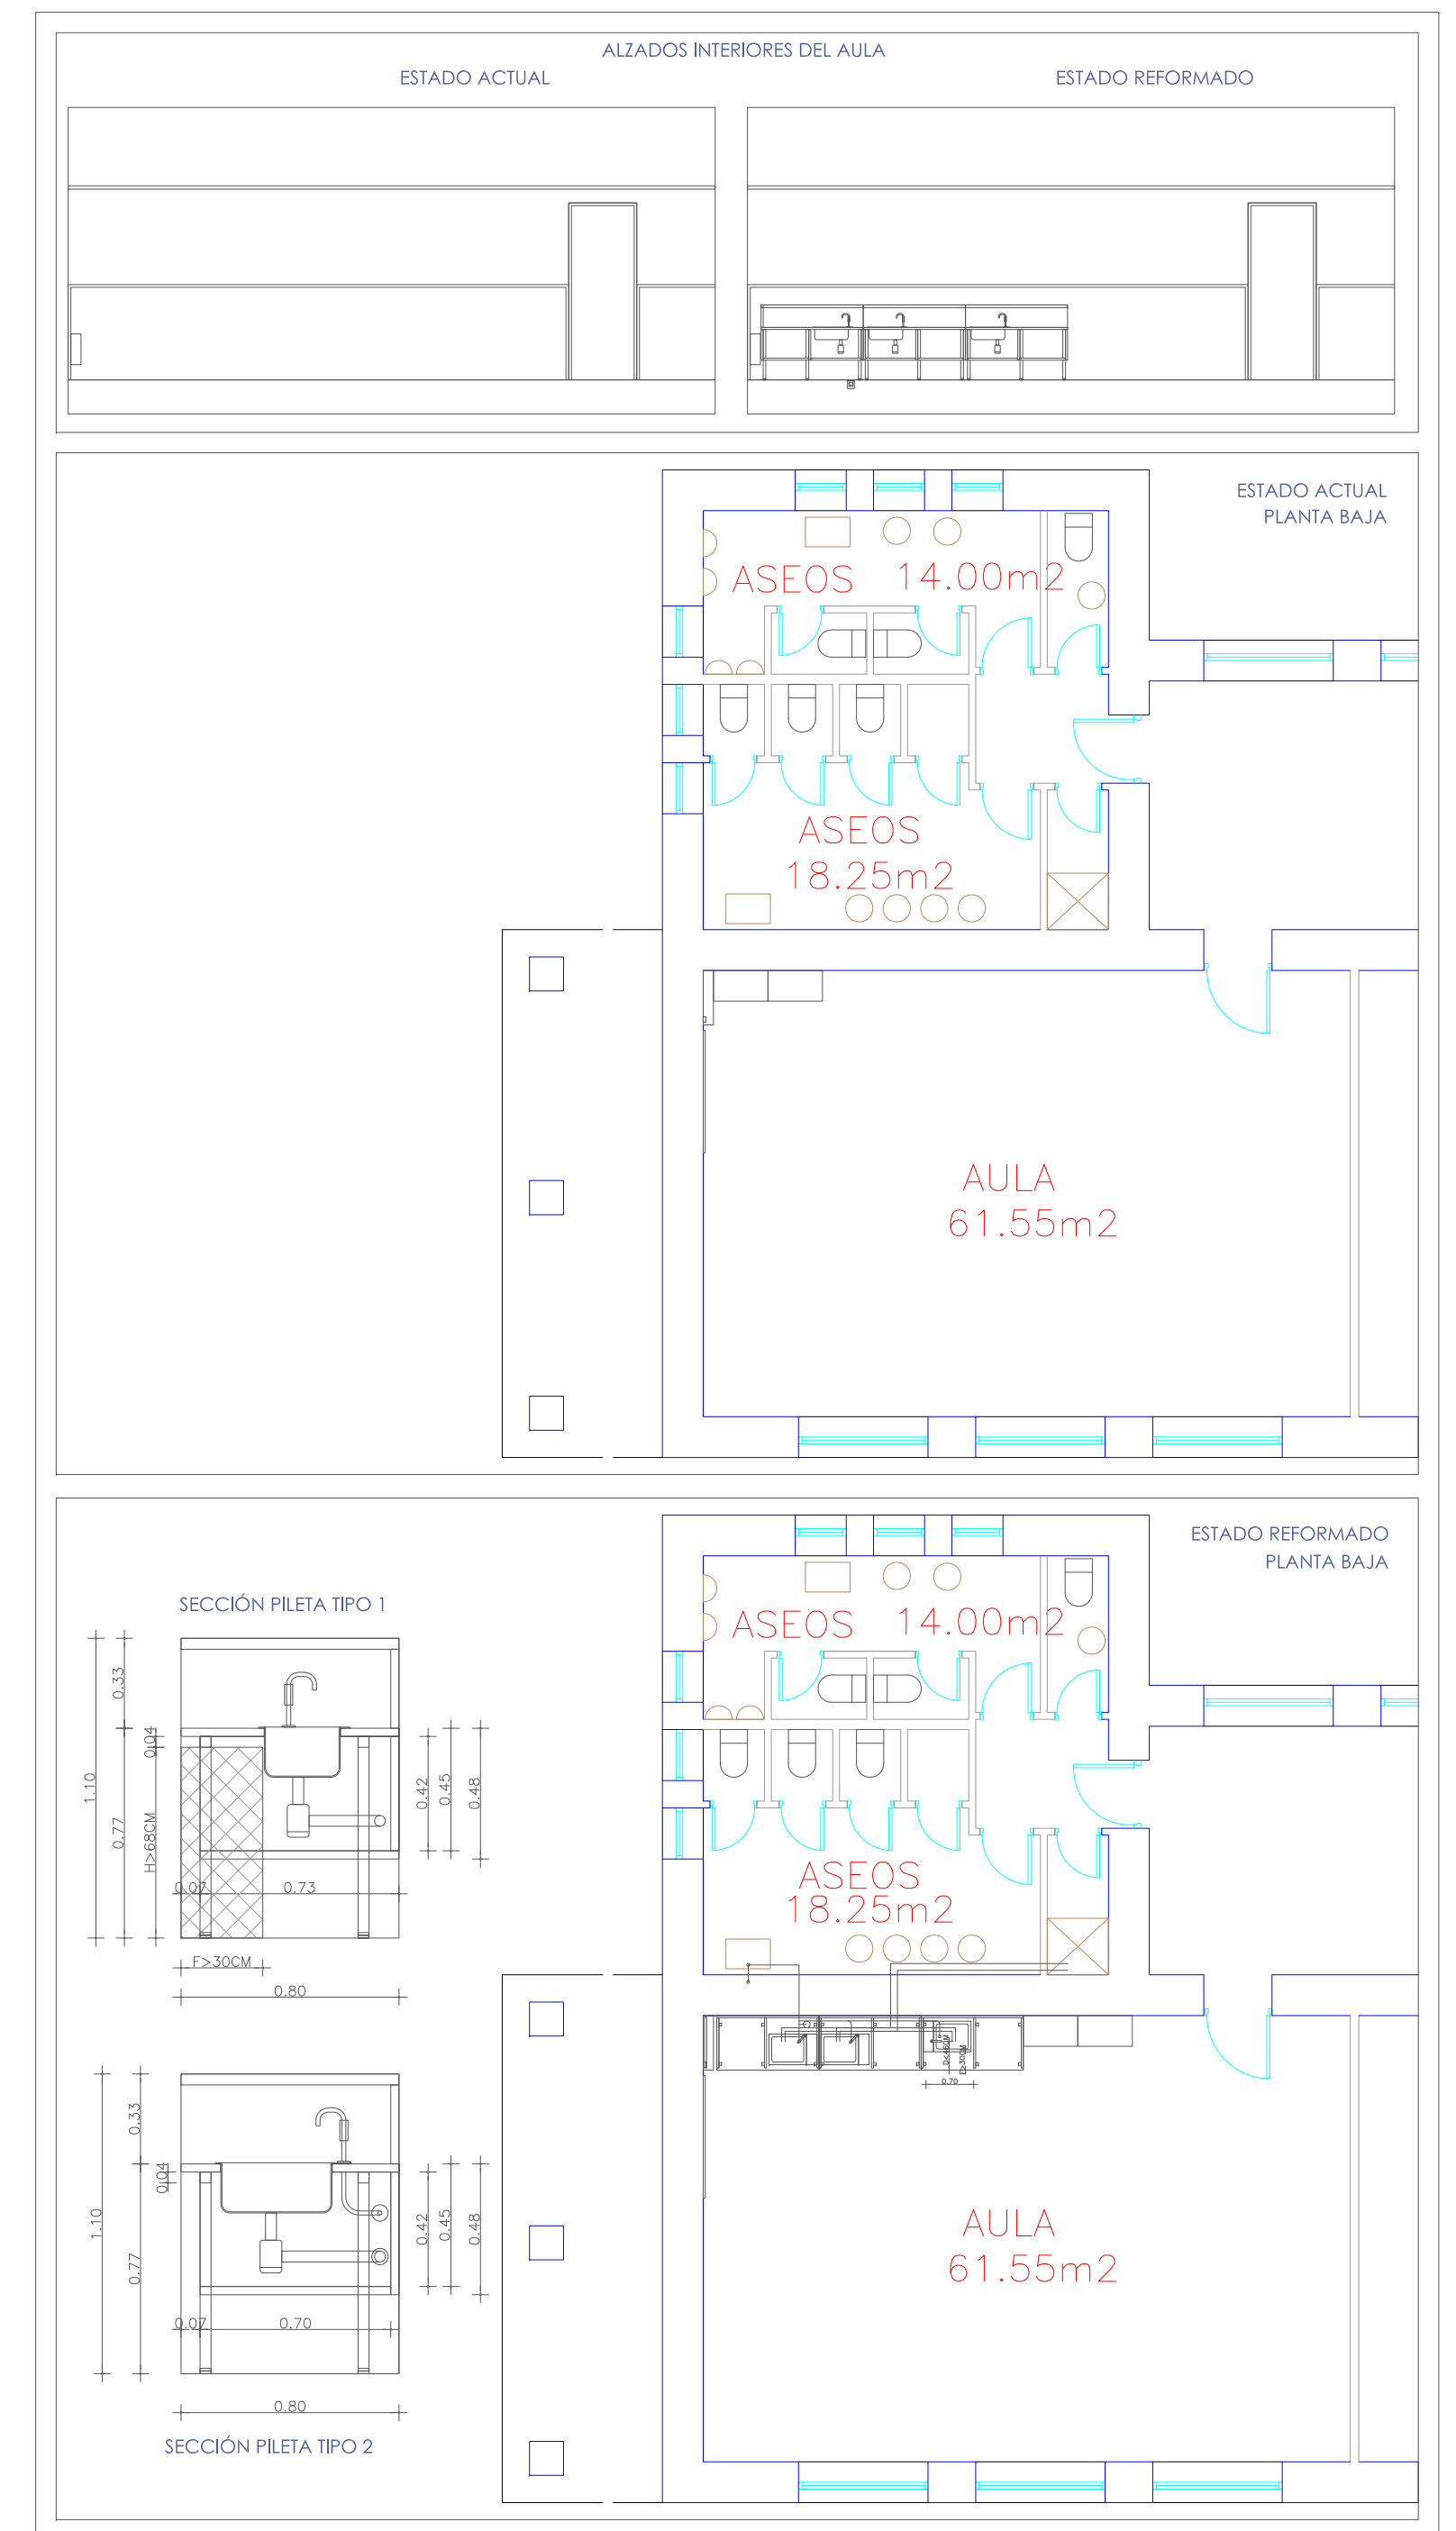 ALZADOS INTERIORES DEL AULA
ESTADO ACTUAL
ESTADO REFORMADO
ESTADO ACTUAL
PLANTA BAJA
ASEOS 14.00m2
ASEOS
18.25m2
AULA
61.55m2
ESTADO REFORMADO
PLANTA BAJA
SECCIÓN PILETA TIPO 1
0.33
0.04
1.10
0.77
H>68CM
0.42
0.45
0.48
0.07
0.73
F>30CM
0.80
ASEOS 14.00m2
ASEOS
18.25m2
D<46CM
F>30CM
0.70
AULA
61.55m2
0.33
0.04
1.10
0.77
0.42
0.45
0.48
0.07
0.70
0.80
SECCIÓN PILETA TIPO 2